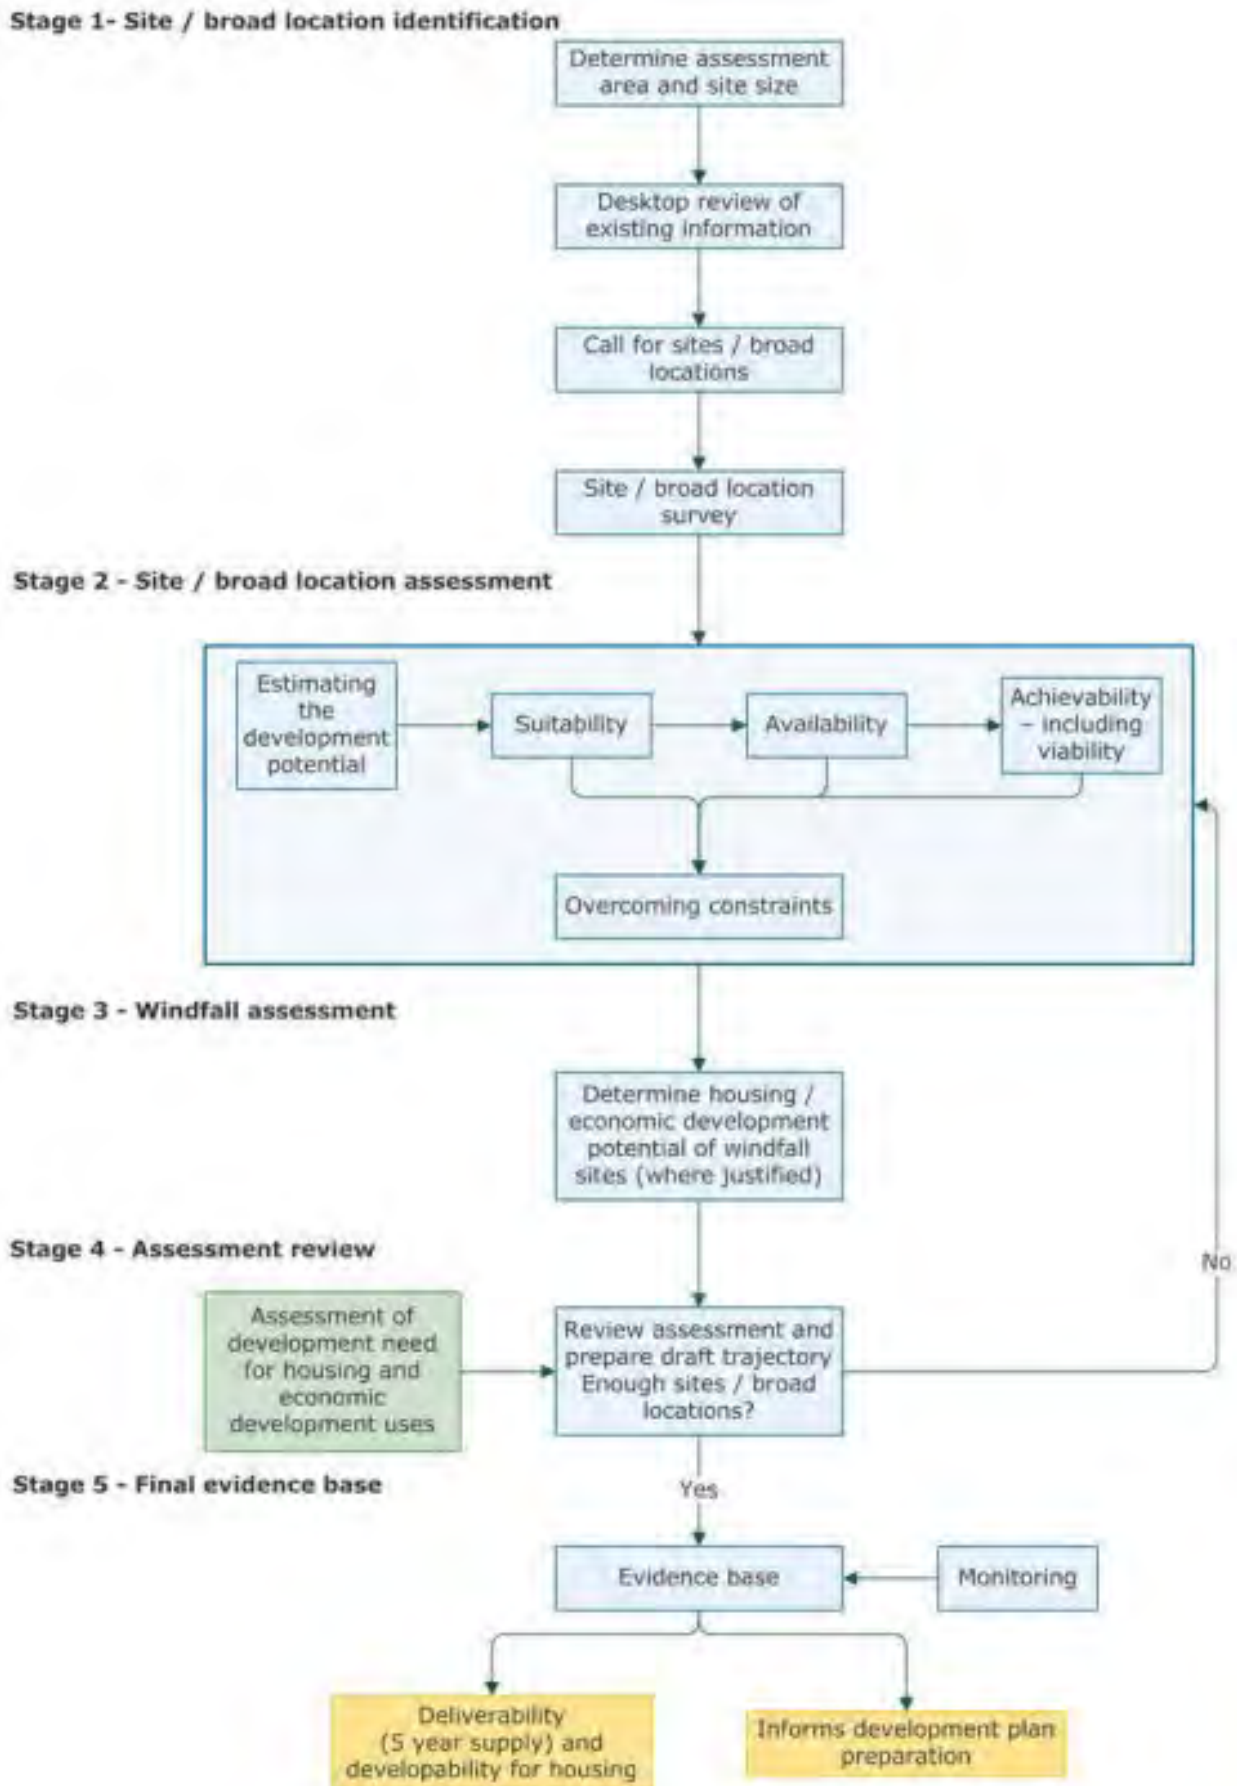 Stage 1- Site / broad location identification
Determine assessment
area and site size
Desktop review of
existing information
Call for sites / broad
locations
Site / broad location
survey
Stage 2 - Site / broad location assessment
Estimating
the
development
potential
Suitability
Availability
Achievability
– including
viability
Overcoming constraints
Stage 3 - Windfall assessment
Determine housing /
economic development
potential of windfall
sites (where justified)
Stage 4 - Assessment review
No
Assessment of
development need
for housing and
economic
development uses
Review assessment and
prepare draft trajectory
Enough sites / broad
locations?
Stage 5 - Final evidence base
Yes
Evidence base
Monitoring
Deliverability
(5 year supply) and
developability for housing
Informs development plan
preparation